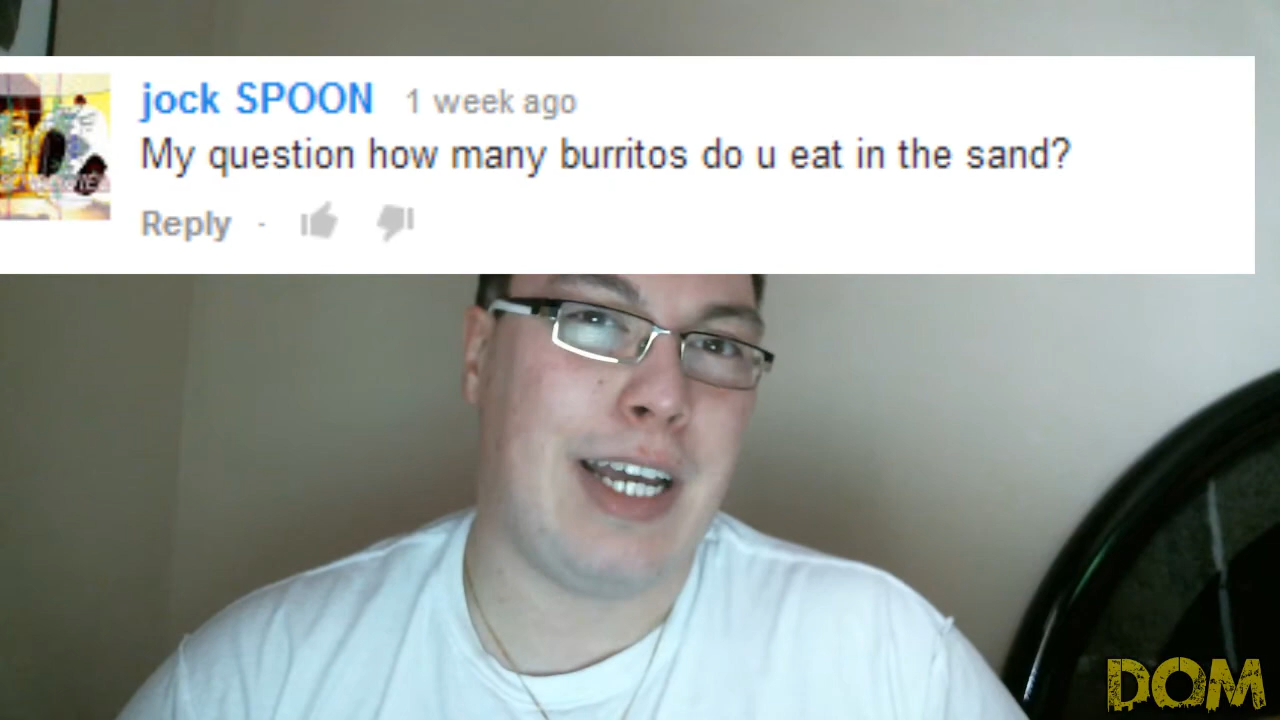 jock SPOON 1 week ago
My question how many burritos do u eat in the sand?
Reply ·
DOM